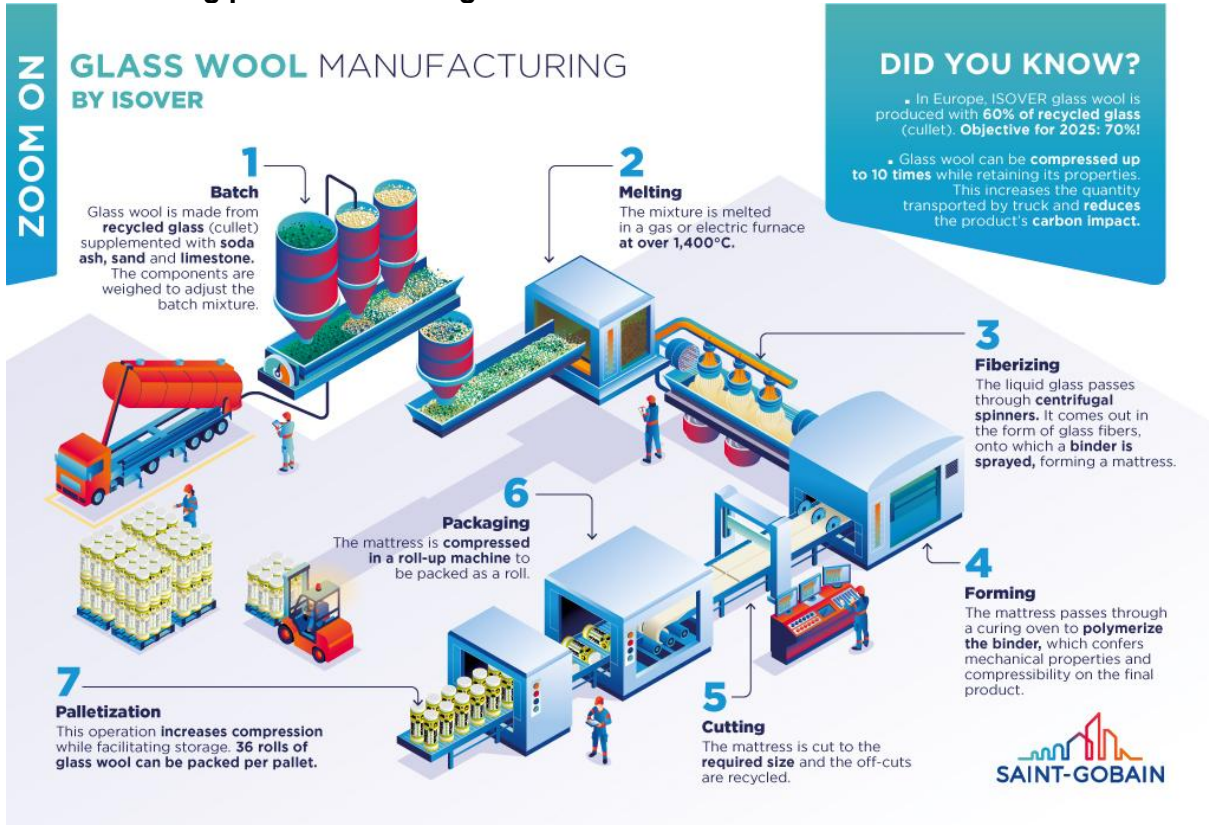 ZOOM ON
GLASS WOOL MANUFACTURING
BY ISOVER
DID YOU KNOW?
▪ In Europe, ISOVER glass wool is
produced with 60% of recycled glass
(cullet). Objective for 2025: 70%!
▪ Glass wool can be compressed up
to 10 times while retaining its properties.
This increases the quantity
transported by truck and reduces
the product's carbon impact.
1
Batch
Glass wool is made from
recycled glass (cullet)
supplemented with soda
ash, sand and limestone.
The components are
weighed to adjust the
batch mixture.
2
Melting
The mixture is melted
in a gas or electric furnace
at over 1,400°C.
3
Fiberizing
The liquid glass passes
through centrifugal
spinners. It comes out in
the form of glass fibers,
onto which a binder is
sprayed, forming a mattress.
4
Forming
The mattress passes through
a curing oven to polymerize
the binder, which confers
mechanical properties and
compressibility on the final
product.
5
Cutting
The mattress is cut to the
required size and the off-cuts
are recycled.
6
Packaging
The mattress is compressed
in a roll-up machine to
be packed as a roll.
7
Palletization
This operation increases compression
while facilitating storage. 36 rolls of
glass wool can be packed per pallet.
SAINT-GOBAIN